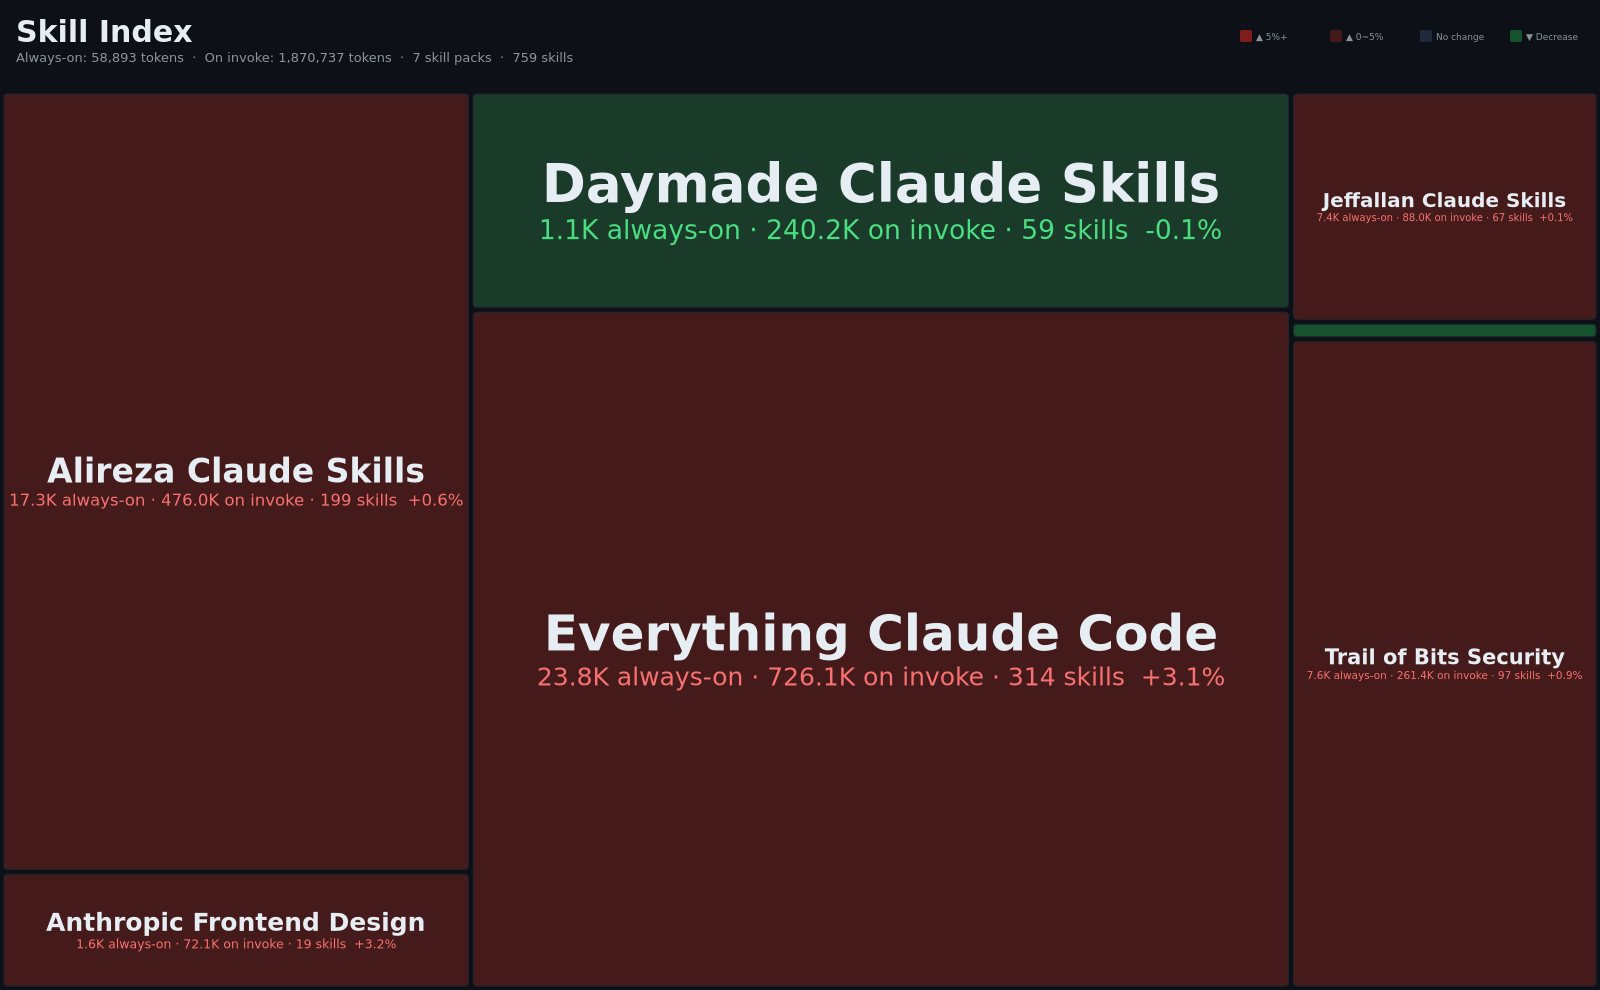 Skill Index
Always-on: 58,893 tokens · On invoke: 1,870,737 tokens · 7 skill packs · 759 skills
▲ 5%+
▲ 0~5%
No change
▼ Decrease
Alireza Claude Skills
17.3K always-on · 476.0K on invoke · 199 skills +0.6%
Anthropic Frontend Design
1.6K always-on · 72.1K on invoke · 19 skills +3.2%
Daymade Claude Skills
1.1K always-on · 240.2K on invoke · 59 skills -0.1%
Everything Claude Code
23.8K always-on · 726.1K on invoke · 314 skills +3.1%
Jeffallan Claude Skills
7.4K always-on · 88.0K on invoke · 67 skills +0.1%
Trail of Bits Security
7.6K always-on · 261.4K on invoke · 97 skills +0.9%